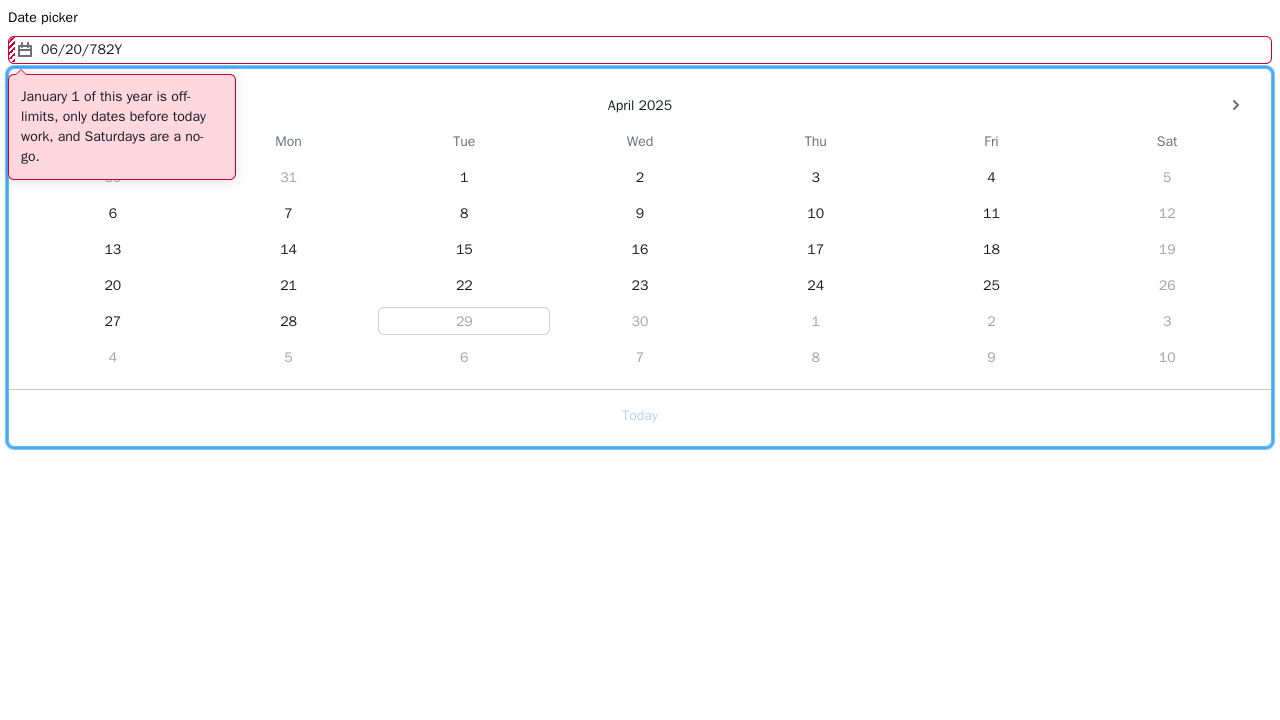 Date picker
06/20/782Y
January 1 of this year is off-
limits, only dates before today
work, and Saturdays are a no-
go.
April 2025
Mon Tue Wed Thu Fri Sat
31 1 2 3 4 5
6 7 8 9 10 11 12
13 14 15 16 17 18 19
20 21 22 23 24 25 26
27 28 29 30 1 2 3
4 5 6 7 8 9 10
Today